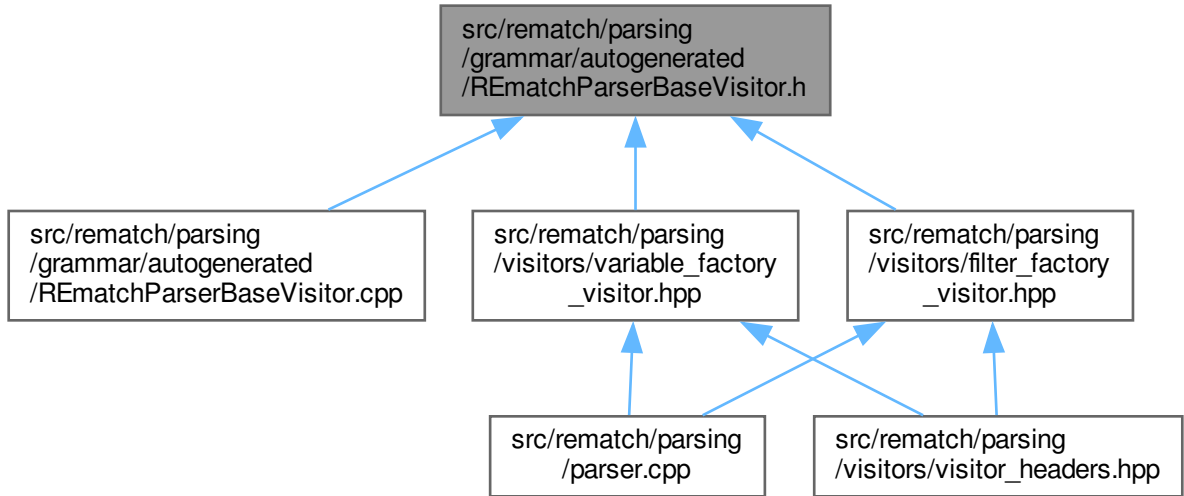 src/rematch/parsing
/grammar/autogenerated
/REmatchParserBaseVisitor.h
src/rematch/parsing
/grammar/autogenerated
/REmatchParserBaseVisitor.cpp
src/rematch/parsing
/visitors/variable_factory
_visitor.hpp
src/rematch/parsing
/visitors/filter_factory
_visitor.hpp
src/rematch/parsing
/parser.cpp
src/rematch/parsing
/visitors/visitor_headers.hpp